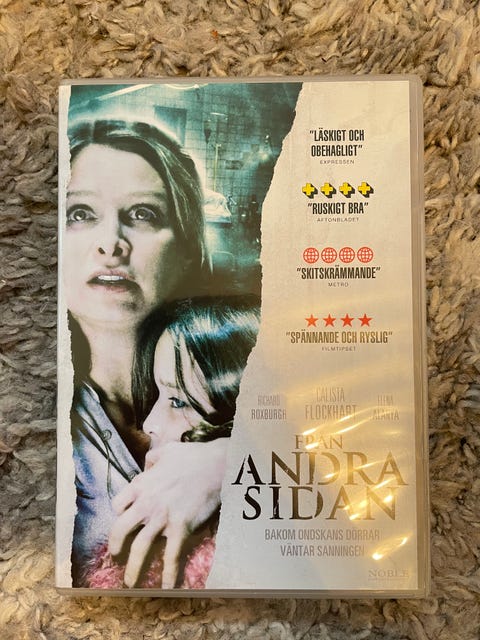 "LÄSKIGT OCH
OBEHAGLIGT"
EXPRESSEN
"RUSKIGT BRA"
AFTONBLADET
"SKITSKRÄMMANDE"
METRO
"SPÄNNANDE OCH RYSLIG"
FILMTIPSET
RICHARD
ROXBURGH
CALISTA
FLOCKHART
ELENA
ANAYA
FRÅN
ANDRA
SIDAN
BAKOM ONDSKANS DÖRRAR
VÄNTAR SANNINGEN
NOBLE